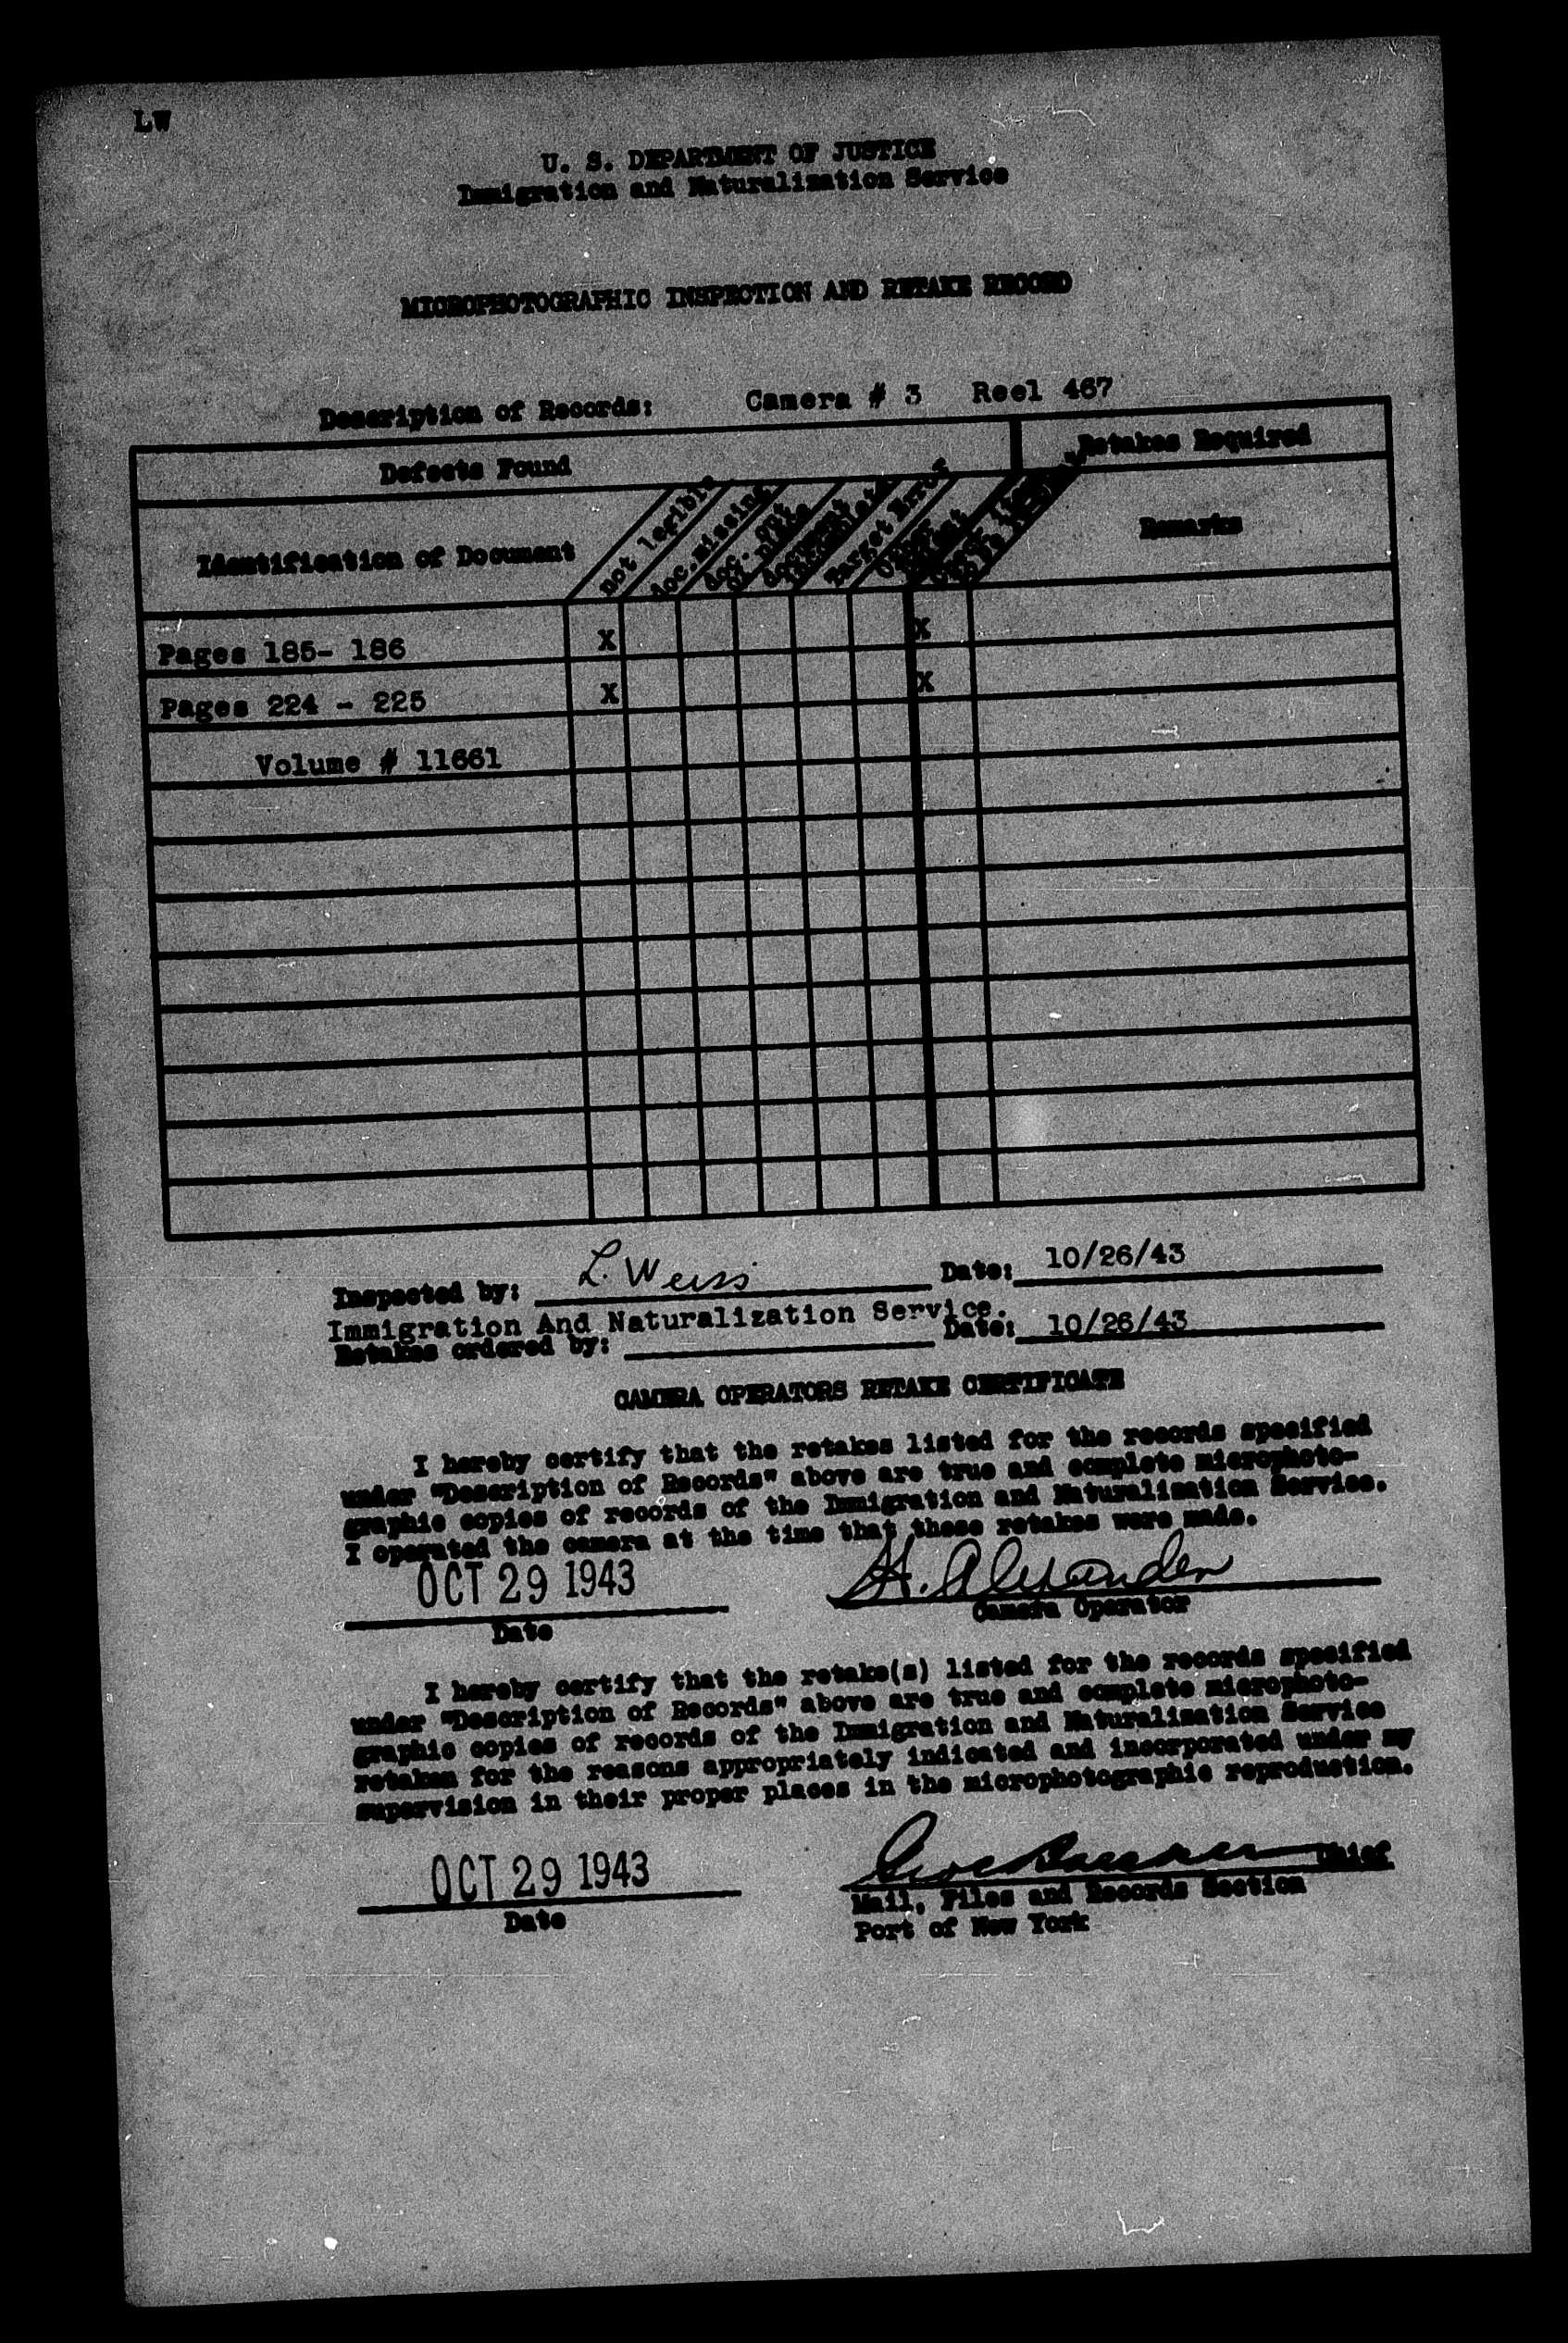 LW
U. S. DEPARTMENT OF JUSTICE
Immigration and Naturalization Service
MICROPHOTOGRAPHIC INSPECTION AND RETAKE RECORD
Description of Records: Camera # 3 Reel 467
Defects Found Retakes Required
Identification of Document not legible doc.missing doc. out document Target Error Remarks
Pages 185- 186 X X
Pages 224 - 225 X X
Volume # 11661
Inspected by: L. Weiss Date: 10/26/43
Immigration And Naturalization Service.
Retakes ordered by: Date: 10/26/43
CAMERA OPERATORS RETAKE CERTIFICATE
I hereby certify that the retakes listed for the records specified
under "Description of Records" above are true and complete microphoto-
graphic copies of records of the Immigration and Naturalization Service.
I operated the camera at the time that these retakes were made.
OCT 29 1943 H. Alexander
Date Camera Operator
I hereby certify that the retake(s) listed for the records specified
under "Description of Records" above are true and complete microphoto-
graphic copies of records of the Immigration and Naturalization Service
retaken for the reasons appropriately indicated and incorporated under my
supervision in their proper places in the microphotographic reproduction.
OCT 29 1943 Chief
Date Mail, Files and Records Section
Port of New York